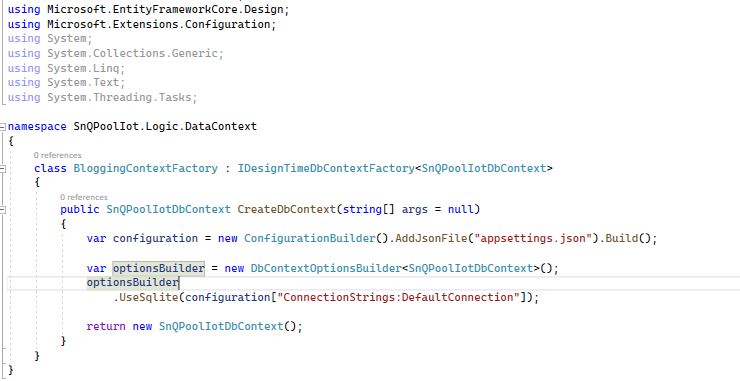 using Microsoft.EntityFrameworkCore.Design;
using Microsoft.Extensions.Configuration;
using System;
using System.Collections.Generic;
using System.Linq;
using System.Text;
using System.Threading.Tasks;
namespace SnQPoolIot.Logic.DataContext
{
0 references
class BloggingContextFactory : IDesignTimeDbContextFactory<SnQPoolIotDbContext>
{
0 references
public SnQPoolIotDbContext CreateDbContext(string[] args = null)
{
var configuration = new ConfigurationBuilder().AddJsonFile("appsettings.json").Build();
var optionsBuilder = new DbContextOptionsBuilder<SnQPoolIotDbContext>();
optionsBuilder
.UseSqlite(configuration["ConnectionStrings:DefaultConnection"]);
return new SnQPoolIotDbContext();
}
}
}